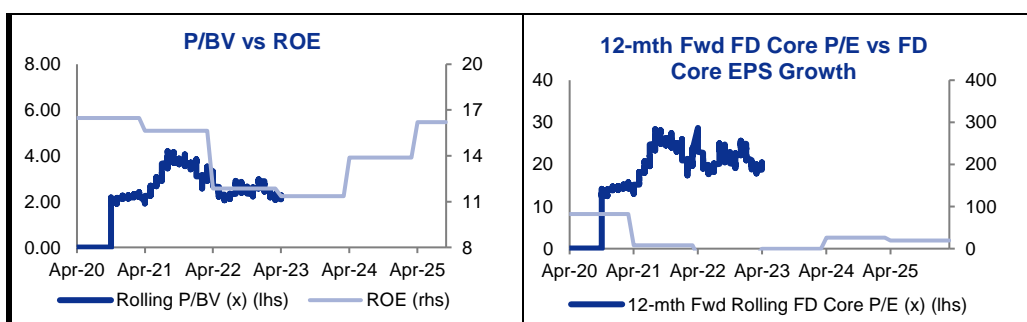 P/BV vs ROE
8.00
6.00
4.00
2.00
0.00
20
17
14
11
8
Apr-20 Apr-21 Apr-22 Apr-23 Apr-24 Apr-25
Rolling P/BV (x) (lhs) ROE (rhs)
12-mth Fwd FD Core P/E vs FD
Core EPS Growth
40
30
20
10
0
400
300
200
100
0
Apr-20 Apr-21 Apr-22 Apr-23 Apr-24 Apr-25
12-mth Fwd Rolling FD Core P/E (x) (lhs)